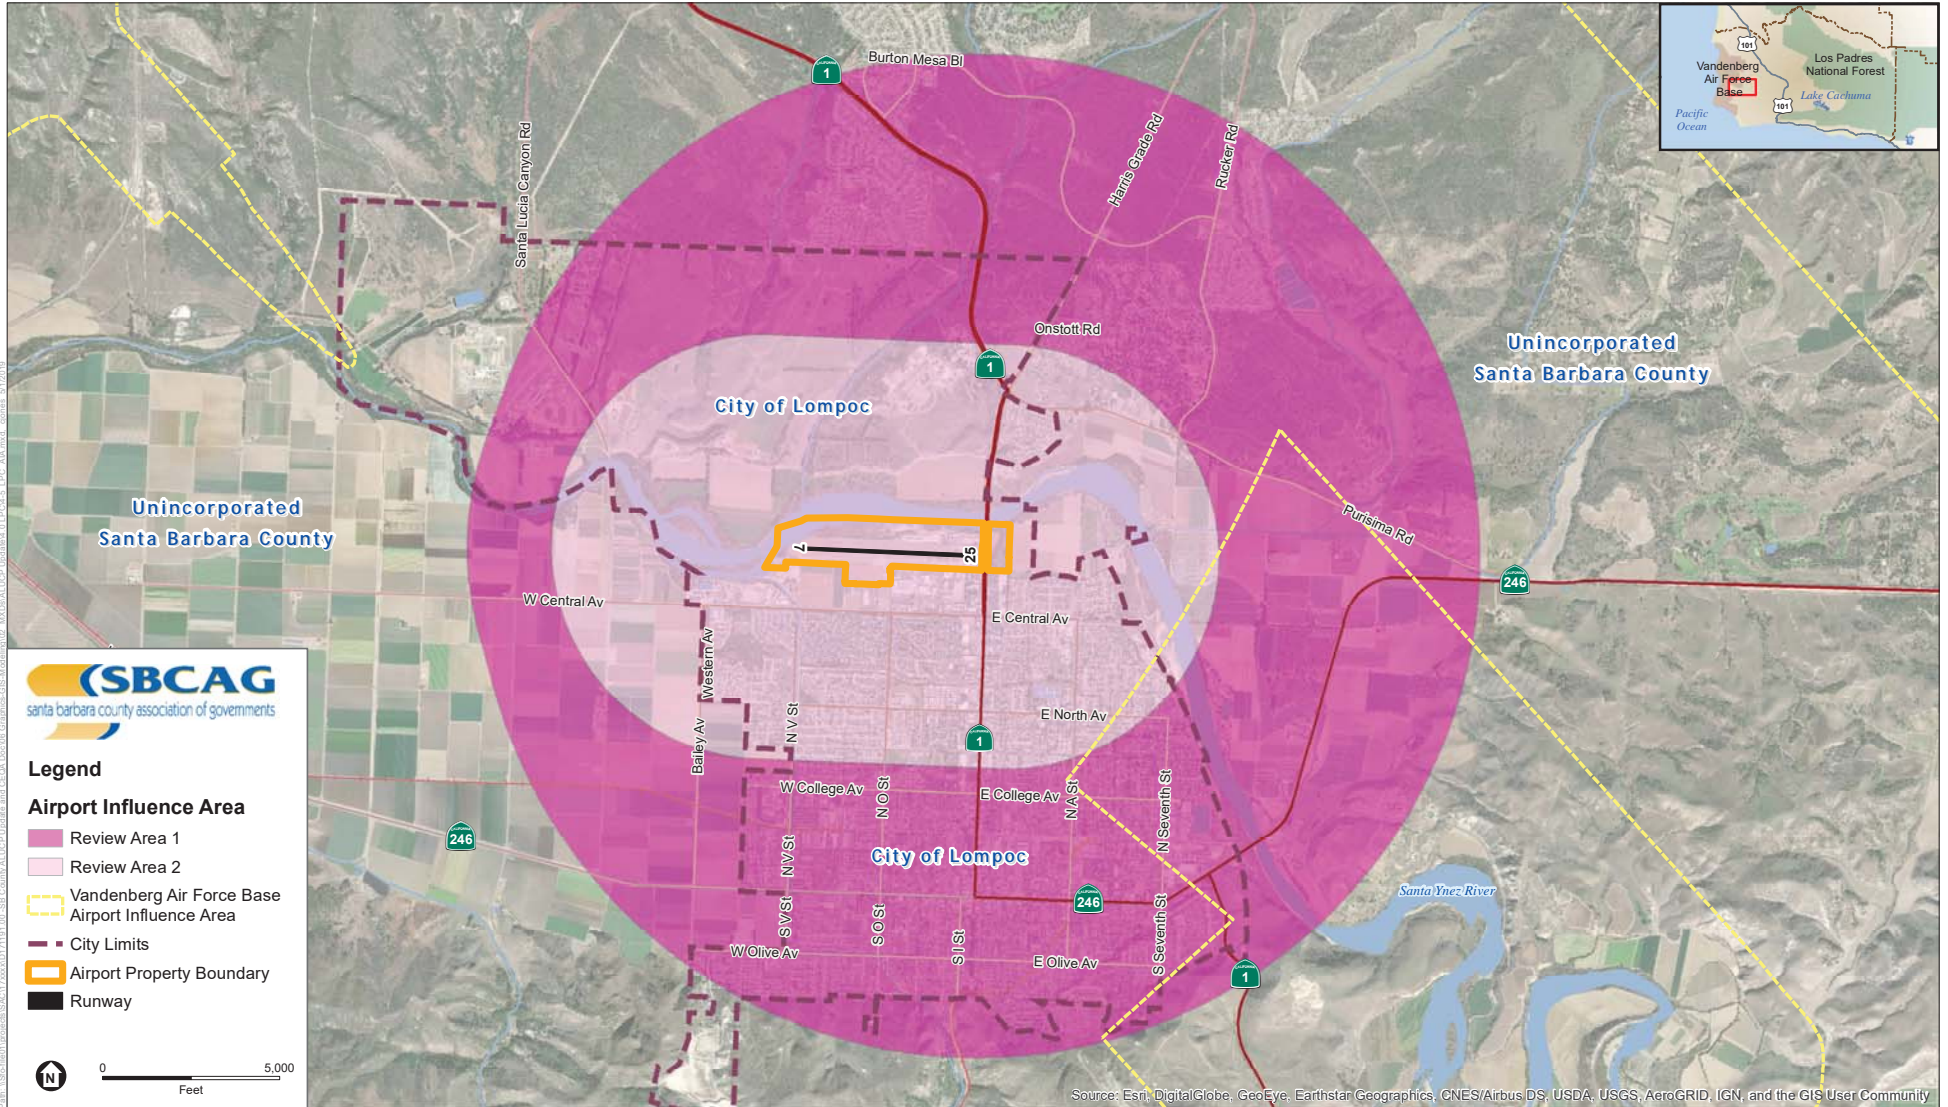 Burton Mesa Bl
CALIFORNIA
1
Santa Lucia Canyon Rd
Harris Grade Rd
Rucker Rd
101
Vandenberg
Air Force
Base
Los Padres
National Forest
Lake Cachuma
101
Pacific
Ocean
Onstott Rd
CALIFORNIA
1
Unincorporated
Santa Barbara County
City of Lompoc
Unincorporated
Santa Barbara County
Purisima Rd
7
25
CALIFORNIA
246
W Central Av
E Central Av
Western Av
Bailey Av
N V St
E North Av
CALIFORNIA
1
W College Av
N O St
E College Av
N A St
N Seventh St
N V St
City of Lompoc
CALIFORNIA
246
CALIFORNIA
246
Santa Ynez River
S V St
S O St
S I St
S Seventh St
W Olive Av
E Olive Av
CALIFORNIA
1
SBCAG
santa barbara county association of governments
Legend
Airport Influence Area
Review Area 1
Review Area 2
Vandenberg Air Force Base
Airport Influence Area
City Limits
Airport Property Boundary
Runway
N
0
5,000
Feet
Source: Esri, DigitalGlobe, GeoEye, Earthstar Geographics, CNES/Airbus DS, USDA, USGS, AeroGRID, IGN, and the GIS User Community